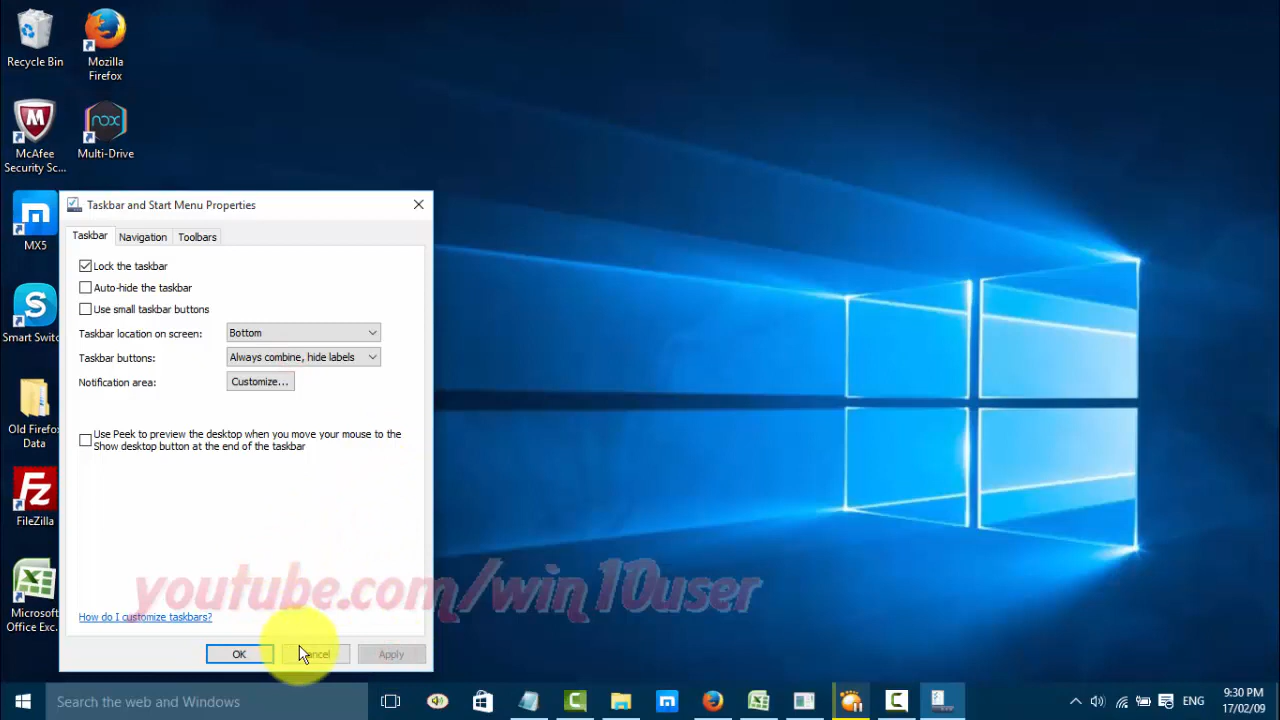 Recycle Bin
Mozilla
Firefox
McAfee
Security Sc...
nox
Multi-Drive
MX5
Smart Switc
Old Firefox
Data
FileZilla
Microsoft
Office Exc.
Taskbar and Start Menu Properties
Taskbar Navigation Toolbars
Lock the taskbar
Auto-hide the taskbar
Use small taskbar buttons
Taskbar location on screen: Bottom
Taskbar buttons: Always combine, hide labels
Notification area: Customize...
Use Peek to preview the desktop when you move your mouse to the
Show desktop button at the end of the taskbar
youtube.com/win10user
How do I customize taskbars?
OK Cancel Apply
Search the web and Windows
ENG
9:30 PM
17/02/09